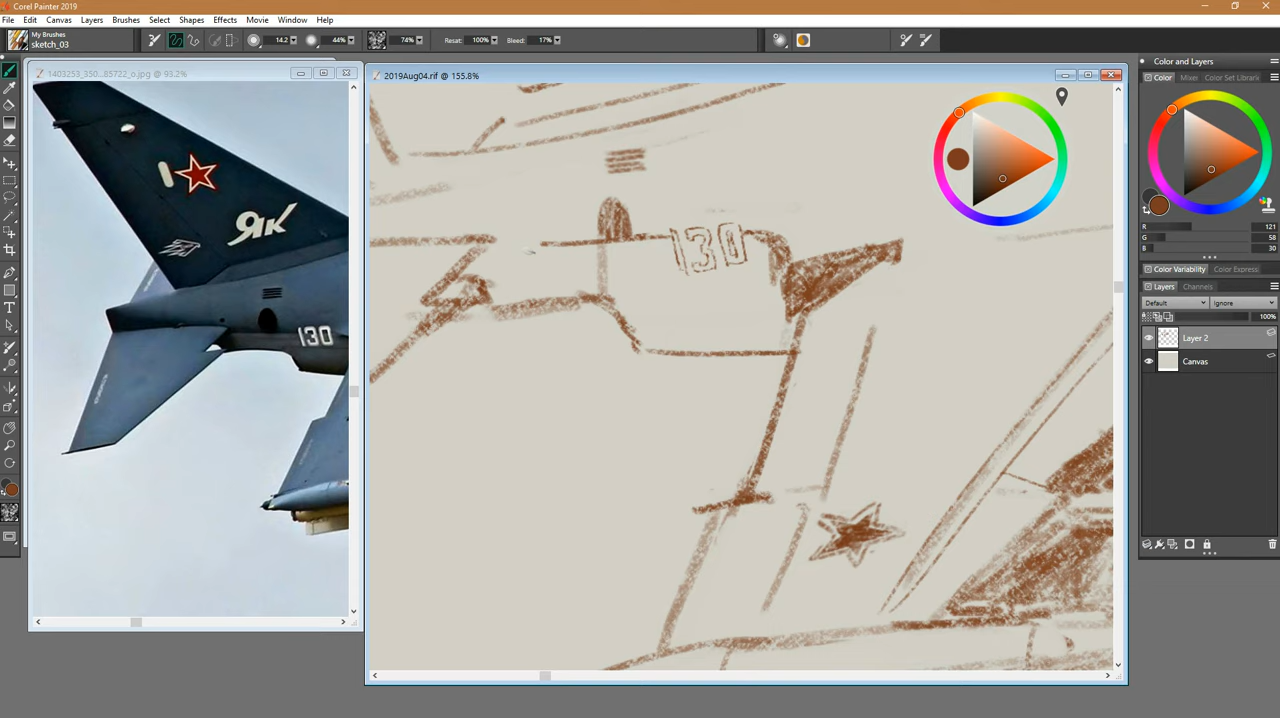 Corel Painter 2019
File Edit Canvas Layers Brushes Select Shapes Effects Movie Window Help
My Brushes
sketch_03
14.2 44% 74% Resat: 100% Bleed: 17%
1403253_350...85722_o.jpg @ 93.2%
2019Aug04.rif @ 155.8%
Як
130
130
Color and Layers
Color Mixer Color Set Librari
R 121
G 58
B 30
Color Variability Color Express
Layers Channels
Default Ignore
100%
Layer 2
Canvas
T